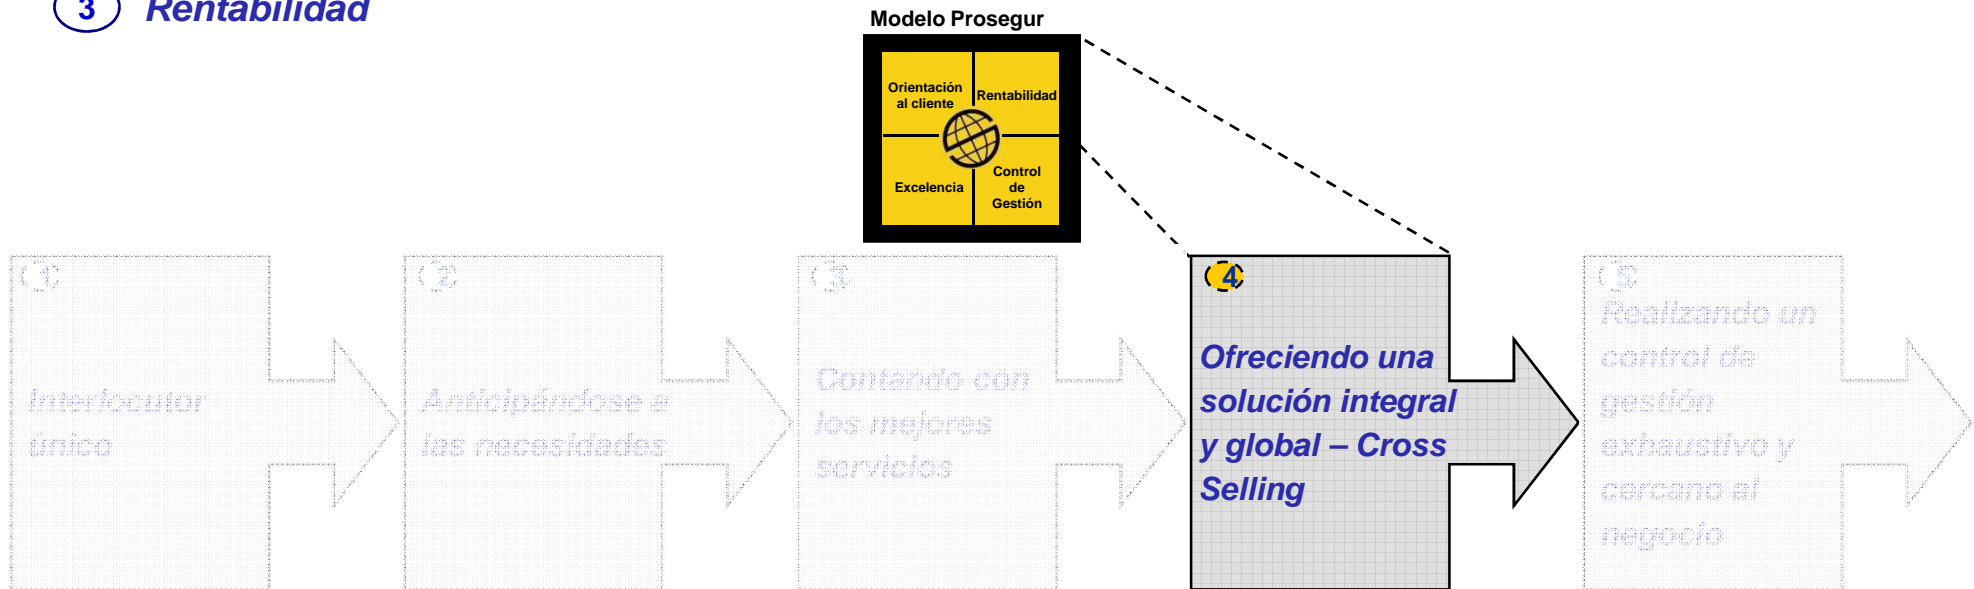 3 Rentabilidad
Modelo Prosegur
Orientación
al cliente
Rentabilidad
Excelencia
Control
de
Gestión
1
Interlocutor
único
2
Anticipándose a
las necesidades
3
Contando con
los mejores
servicios
4
Ofreciendo una
solución integral
y global – Cross
Selling
5
Realizando un
control de
gestión
exhaustivo y
cercano al
negocio